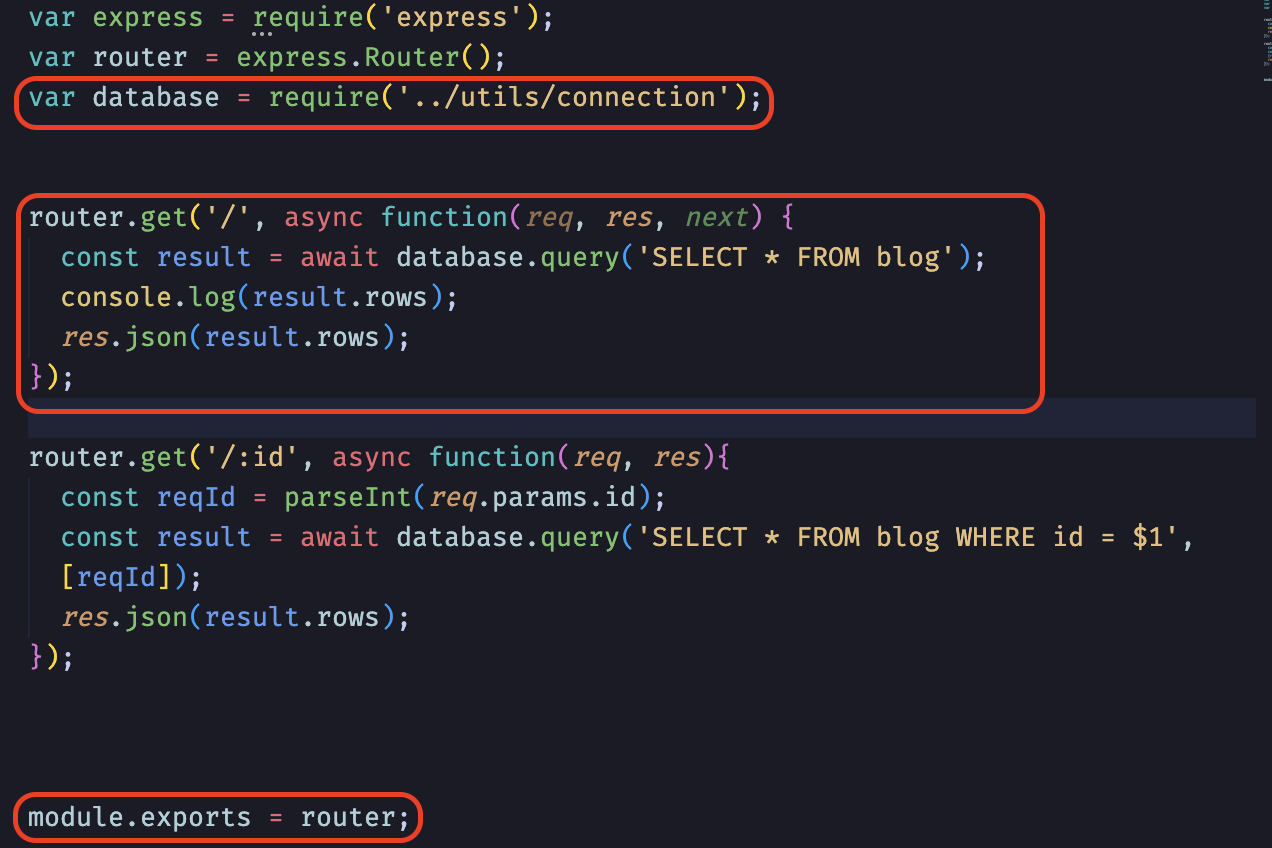 var express = require('express');
var router = express.Router();
var database = require('../utils/connection');
router.get('/', async function(req, res, next) {
  const result = await database.query('SELECT * FROM blog');
  console.log(result.rows);
  res.json(result.rows);
});
router.get('/:id', async function(req, res){
  const reqId = parseInt(req.params.id);
  const result = await database.query('SELECT * FROM blog WHERE id = $1',
  [reqId]);
  res.json(result.rows);
});
module.exports = router;